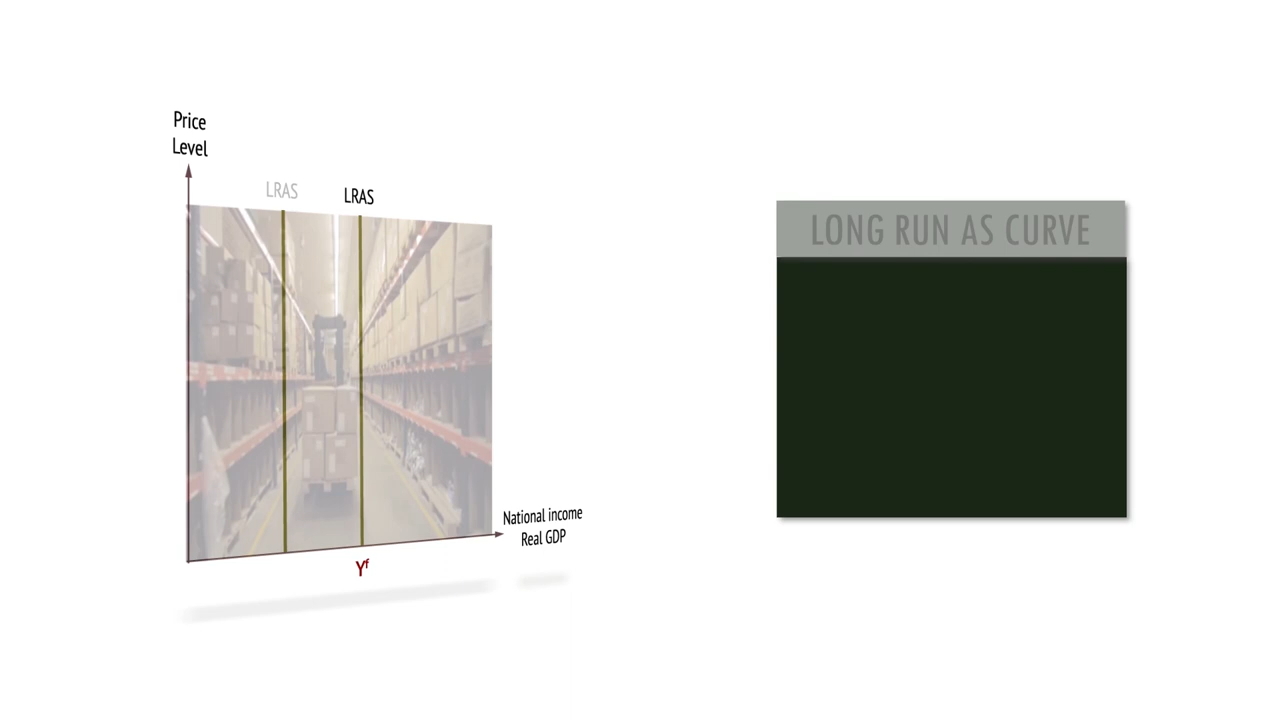 Price
Level
LRAS
LRAS
LONG RUN AS CURVE
National income
Real GDP
Yᶠ